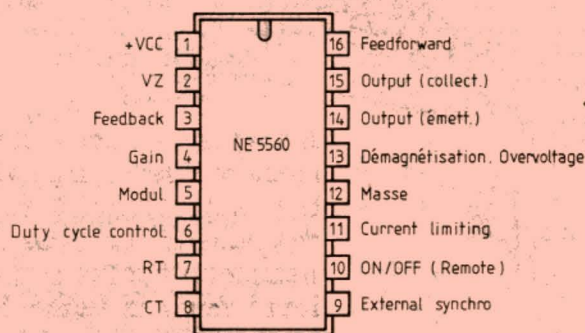 +VCC 1 16 Feedforward
VZ 2 15 Output (collect.)
Feedback 3 14 Output (émett.)
Gain 4 NE 5560 13 Démagnétisation. Overvoltage
Modul. 5 12 Masse
Duty cycle control. 6 11 Current limiting
RT 7 10 ON/OFF (Remote)
CT 8 9 External synchro